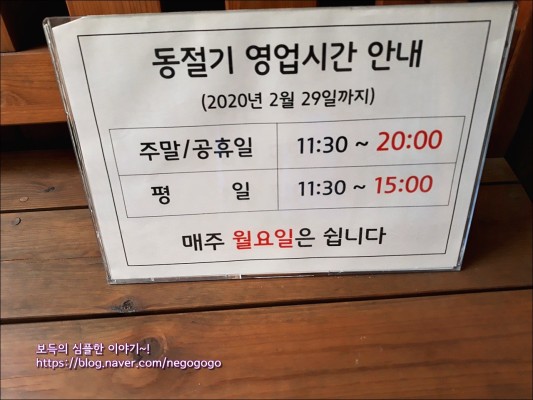 동절기 영업시간 안내
(2020년 2월 29일까지)
주말/공휴일 11:30 ~ 20:00
평 일 11:30 ~ 15:00
매주 월요일은 쉽니다
보득의 심플한 이야기~!
https://blog.naver.com/negogogo